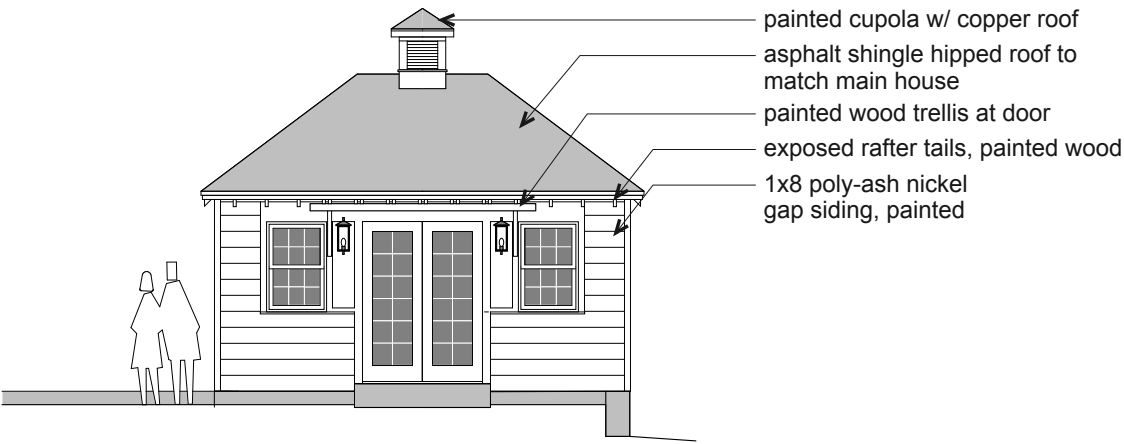 painted cupola w/ copper roof
asphalt shingle hipped roof to
match main house
painted wood trellis at door
exposed rafter tails, painted wood
1x8 poly-ash nickel
gap siding, painted